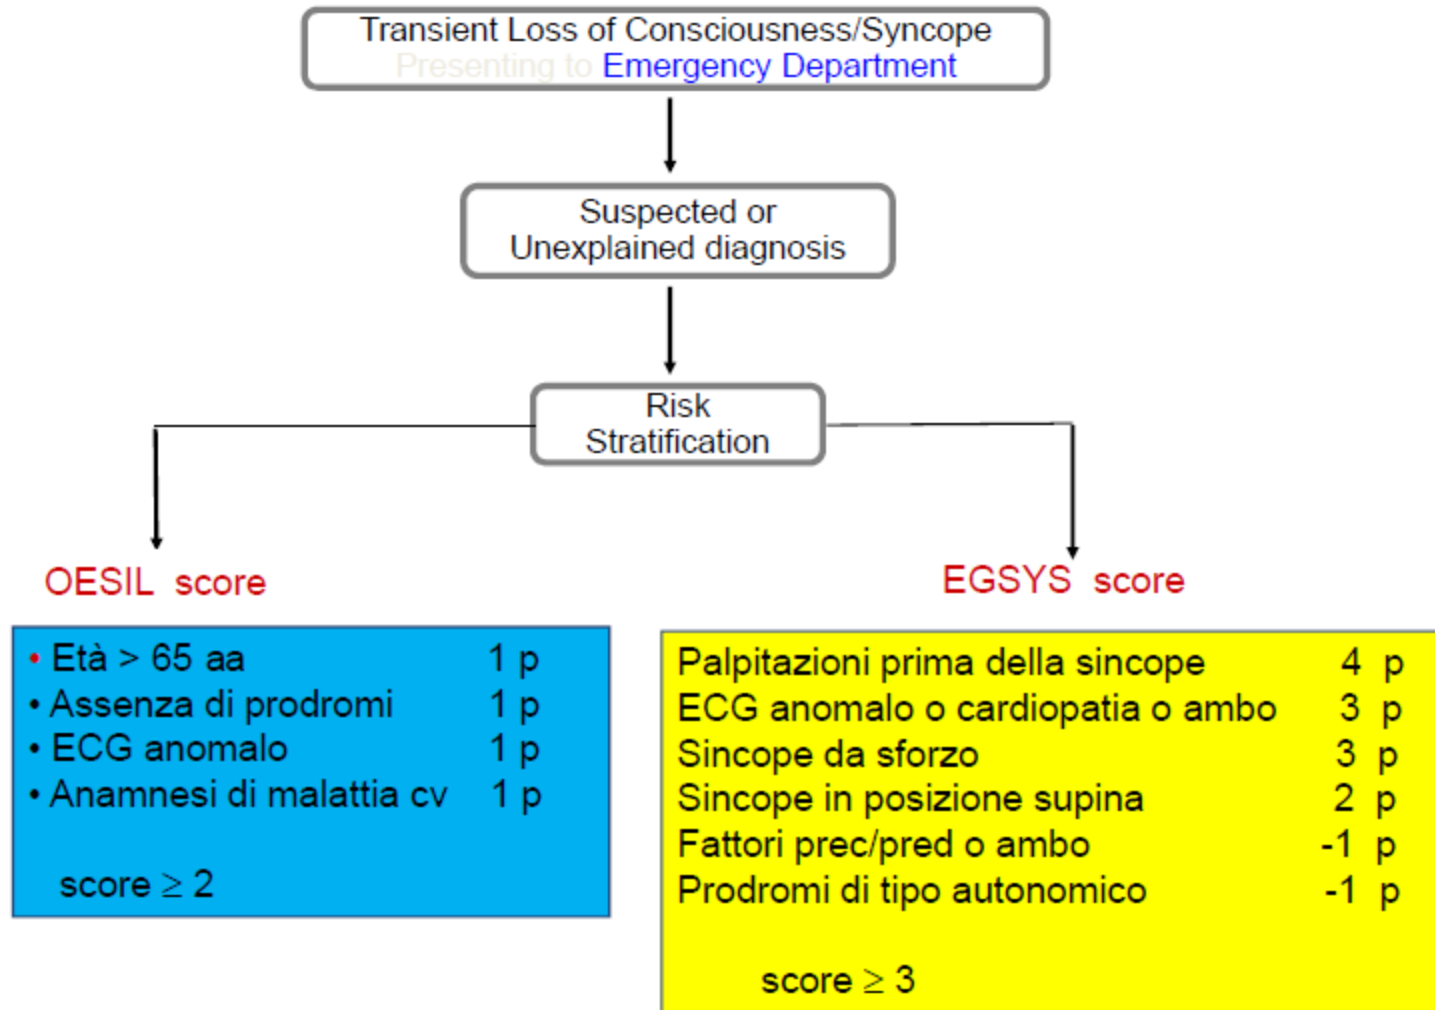 Transient Loss of Consciousness/Syncope
Presenting to Emergency Department
Suspected or
Unexplained diagnosis
Risk
Stratification
OESIL score
• Età > 65 aa 1 p
• Assenza di prodromi 1 p
• ECG anomalo 1 p
• Anamnesi di malattia cv 1 p
score ≥ 2
EGSYS score
Palpitazioni prima della sincope 4 p
ECG anomalo o cardiopatia o ambo 3 p
Sincope da sforzo 3 p
Sincope in posizione supina 2 p
Fattori prec/pred o ambo -1 p
Prodromi di tipo autonomico -1 p
score ≥ 3